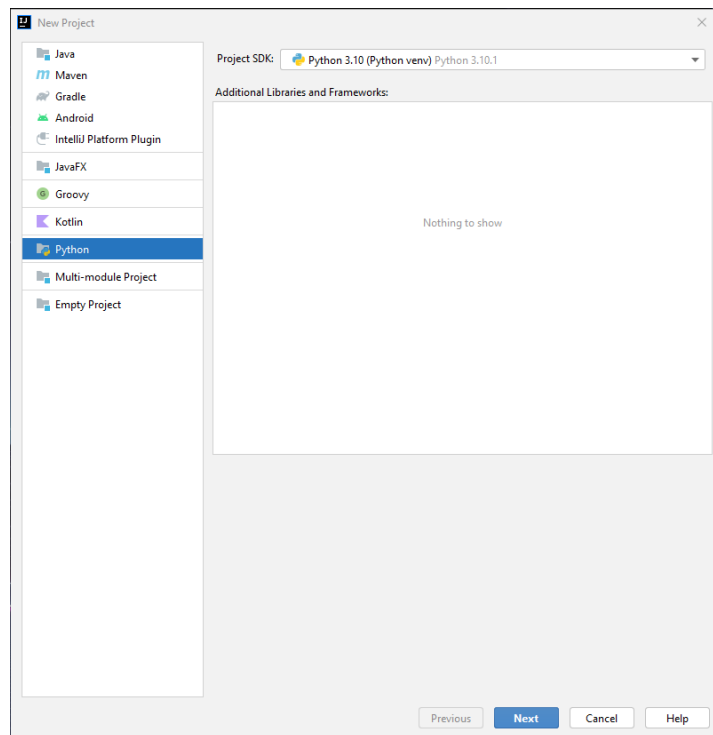 New Project
Java
Maven
Gradle
Android
IntelliJ Platform Plugin
JavaFX
Groovy
Kotlin
Python
Multi-module Project
Empty Project
Project SDK: Python 3.10 (Python venv) Python 3.10.1
Additional Libraries and Frameworks:
Nothing to show
Previous Next Cancel Help